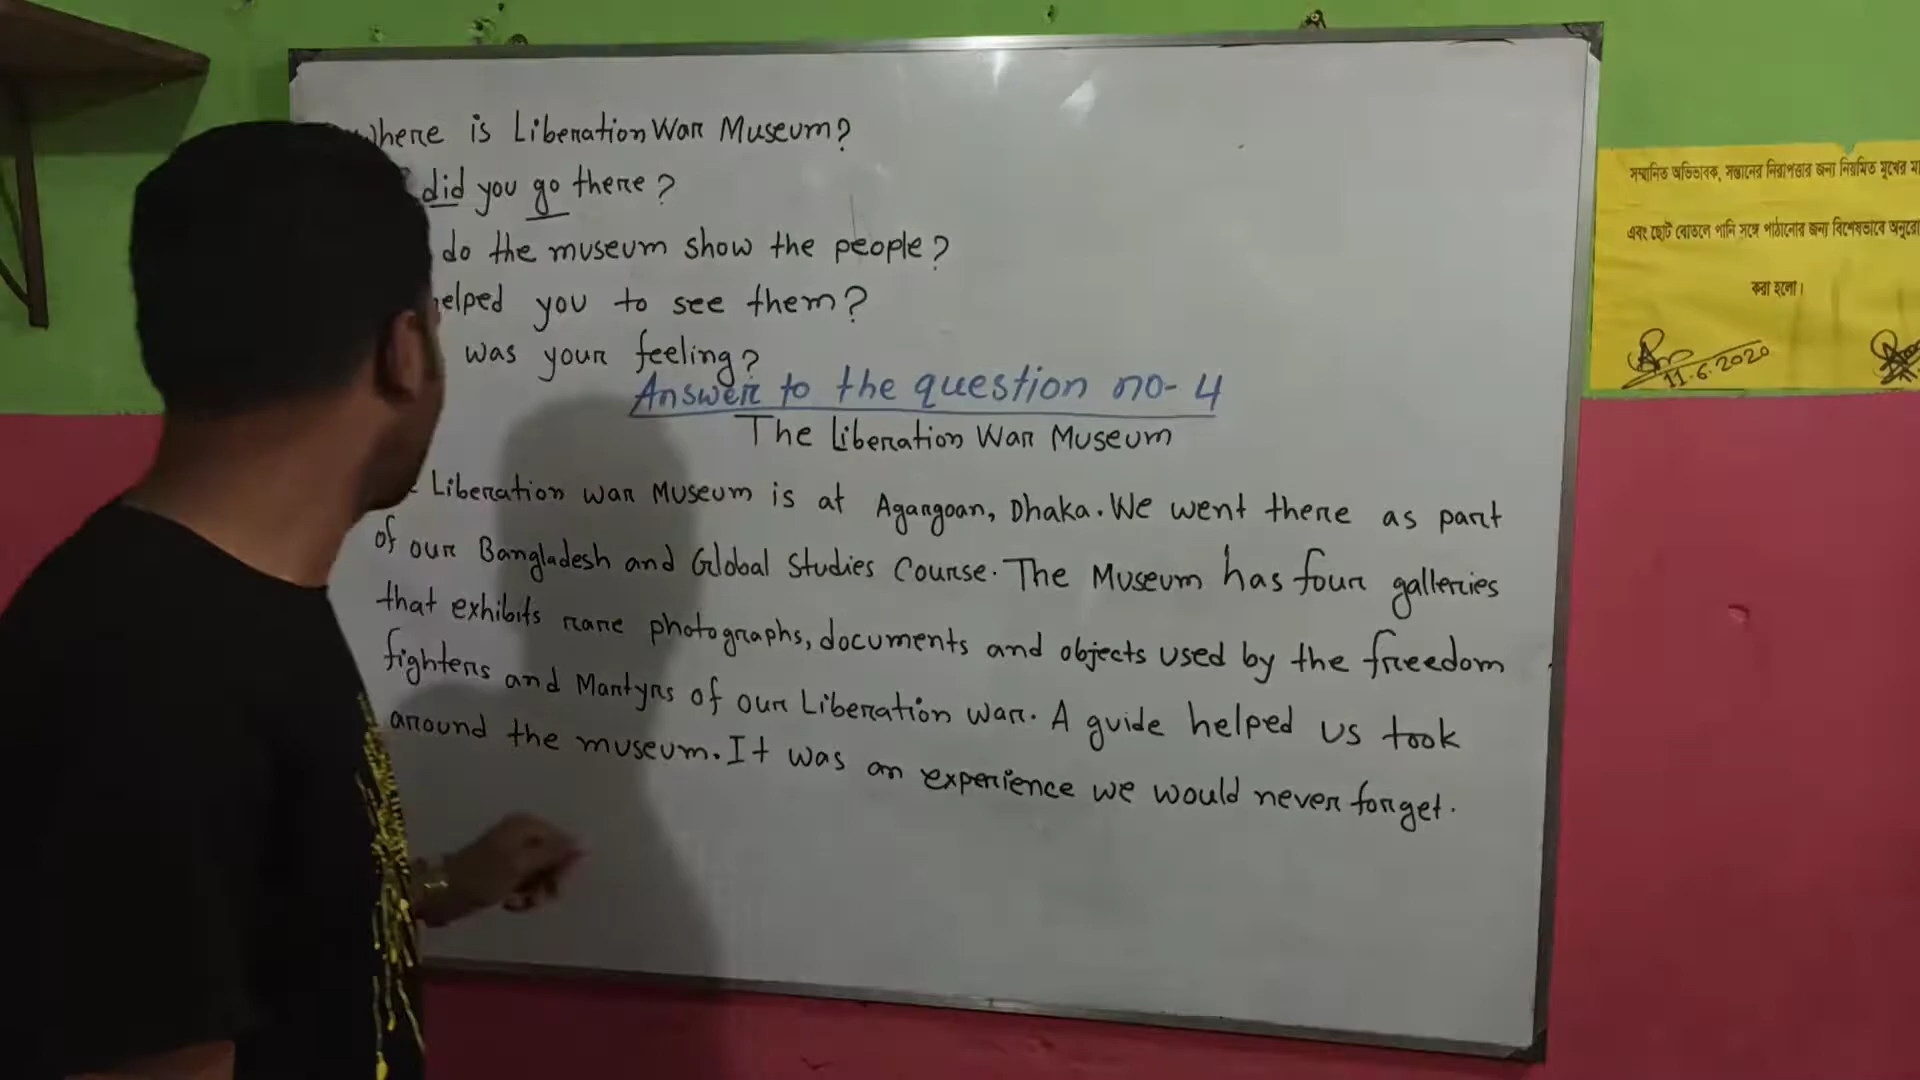 where is Liberation War Museum?
did you go there?
do the museum show the people?
helped you to see them?
was your feeling?
Answer to the question no- 4
The Liberation War Museum
Liberation war Museum is at Agargoan, Dhaka. We went there as part
of our Bangladesh and Global Studies Course. The Museum has four galleries
that exhibits rare photographs, documents and objects used by the freedom
fighters and Martyrs of our Liberation war. A guide helped us took
around the museum. It was an experience we would never forget.
সম্মানিত অভিভাবক, সন্তানের নিরাপত্তার জন্য নিয়মিত মুখের
এবং ছোট বোতলে পানি সঙ্গে পাঠানোর জন্য বিশেষভাবে
করা হলো।
11.6.2020